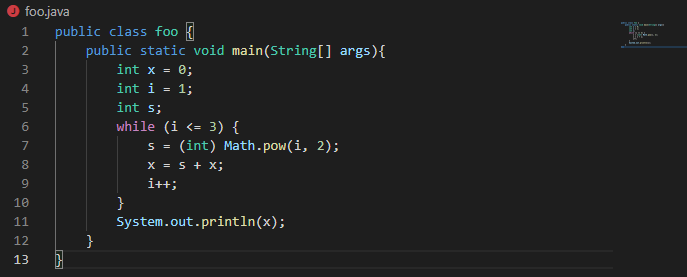 foo.java
1 public class foo {
2     public static void main(String[] args){
3         int x = 0;
4         int i = 1;
5         int s;
6         while (i <= 3) {
7             s = (int) Math.pow(i, 2);
8             x = s + x;
9             i++;
10         }
11         System.out.println(x);
12     }
13 }